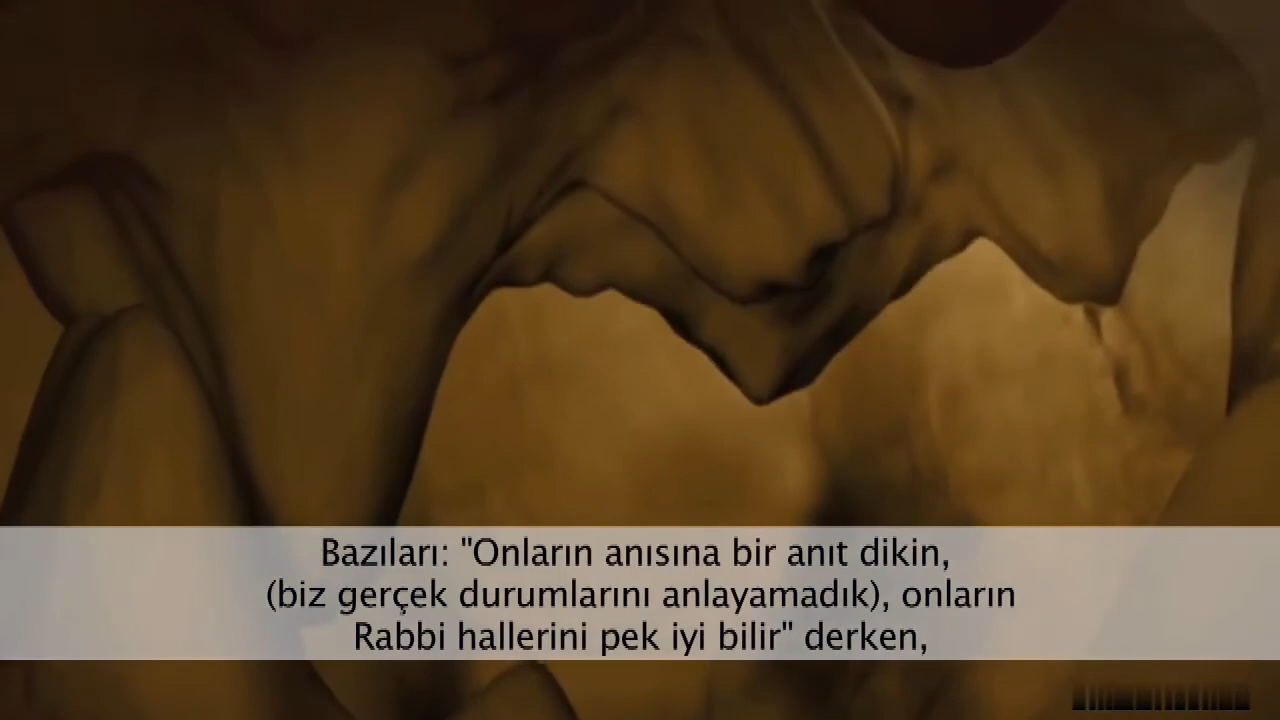 Bazıları: "Onların anısına bir anıt dikin,
(biz gerçek durumlarını anlayamadık), onların
Rabbi hallerini pek iyi bilir" derken,